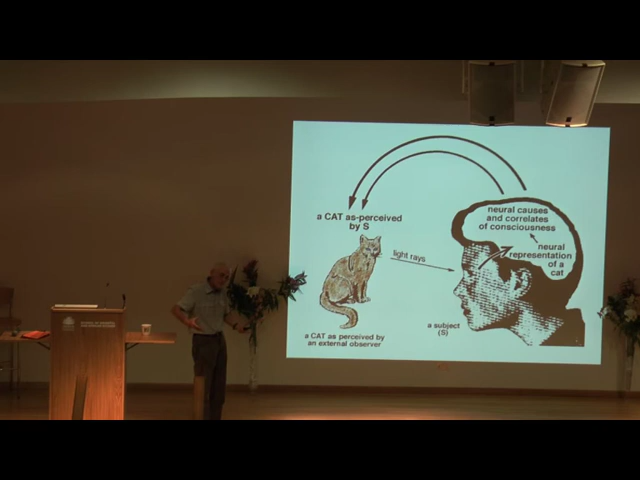 neural causes
and correlates
of consciousness
neural
representation
of a
cat
a CAT as-perceived
by S
light rays
a CAT as perceived by
an external observer
a subject
(S)